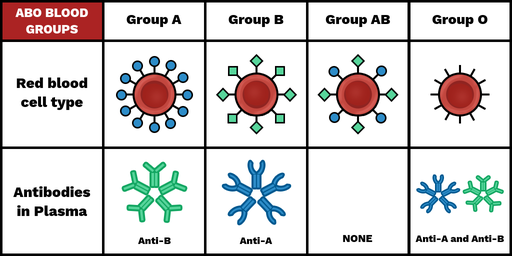 ABO BLOOD
GROUPS
Group A
Group B
Group AB
Group O
Red blood
cell type
Antibodies
in Plasma
Anti-B
Anti-A
NONE
Anti-A and Anti-B